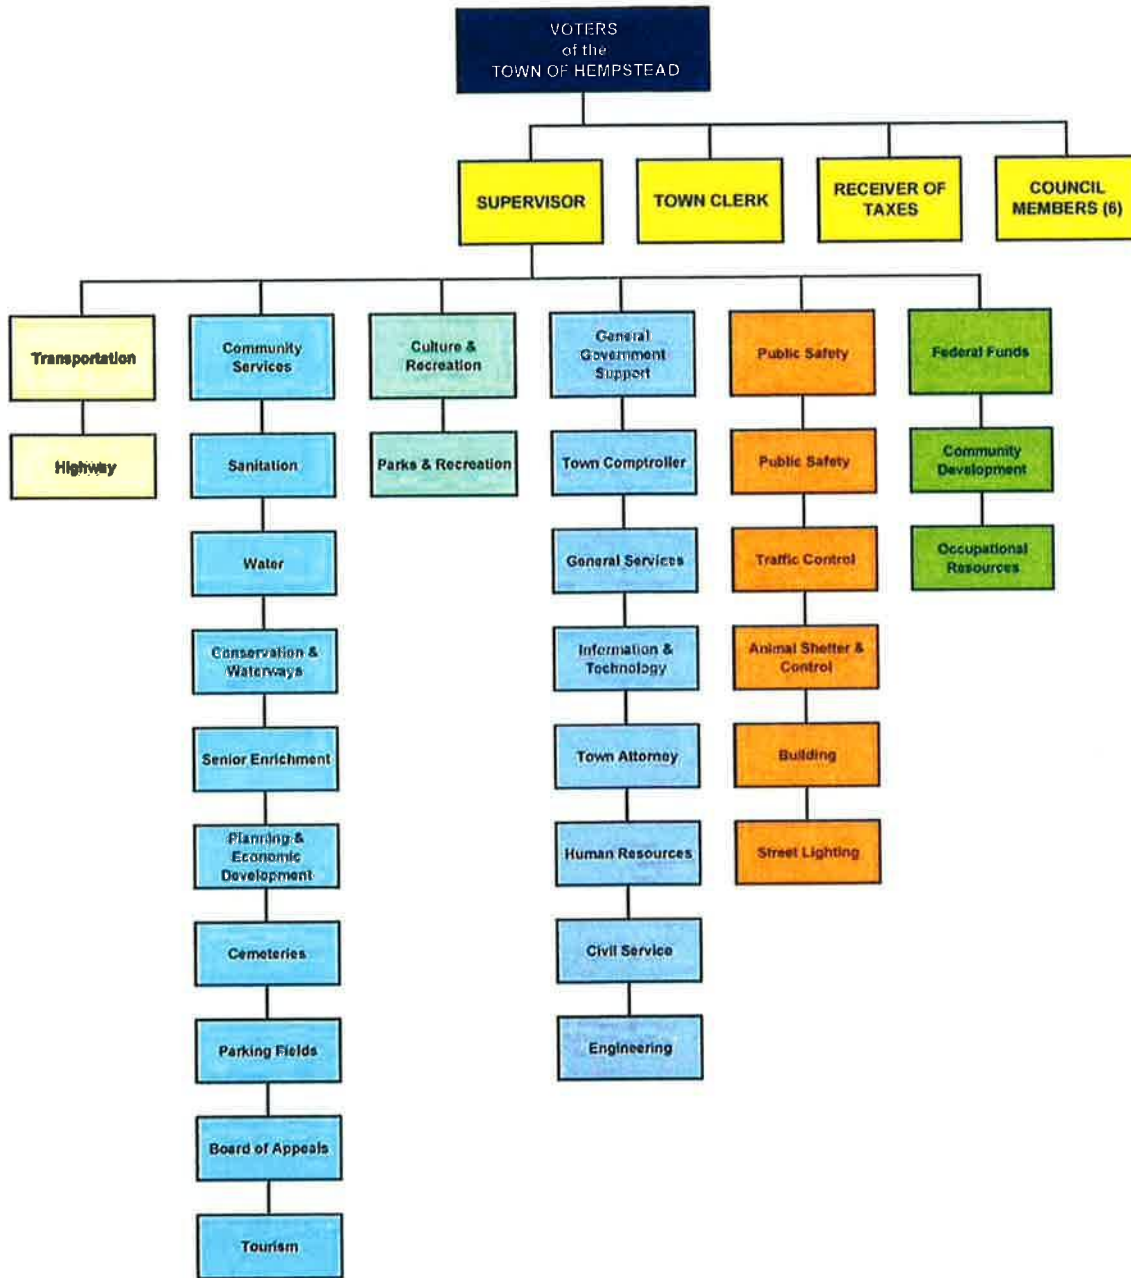 VOTERS
of the
TOWN OF HEMPSTEAD
SUPERVISOR
TOWN CLERK
RECEIVER OF
TAXES
COUNCIL
MEMBERS (6)
Transportation
Community
Services
Culture &
Recreation
General
Government
Support
Public Safety
Federal Funds
Highway
Sanitation
Parks & Recreation
Town Comptroller
Public Safety
Community
Development
Water
General Services
Traffic Control
Occupational
Resources
Conservation &
Waterways
Information &
Technology
Animal Shelter &
Control
Senior Enrichment
Town Attorney
Building
Planning &
Economic
Development
Human Resources
Street Lighting
Cemeteries
Civil Service
Parking Fields
Engineering
Board of Appeals
Tourism